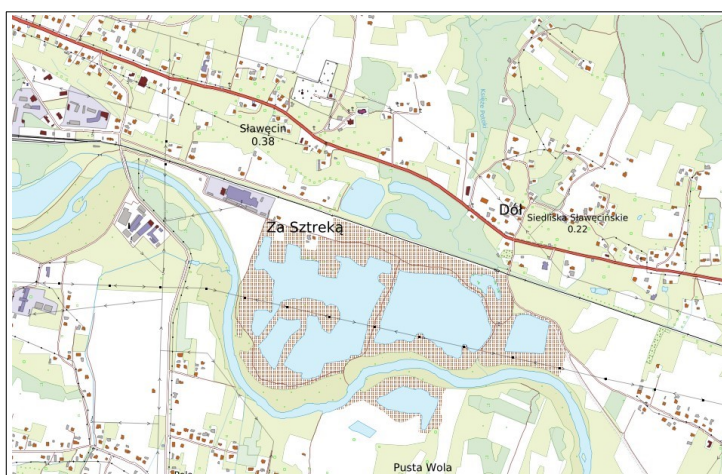 Sławęcin
0.38
Dół
Siedliska Sławęcińskie
0.22
Za Sztreką
Pusta Wola